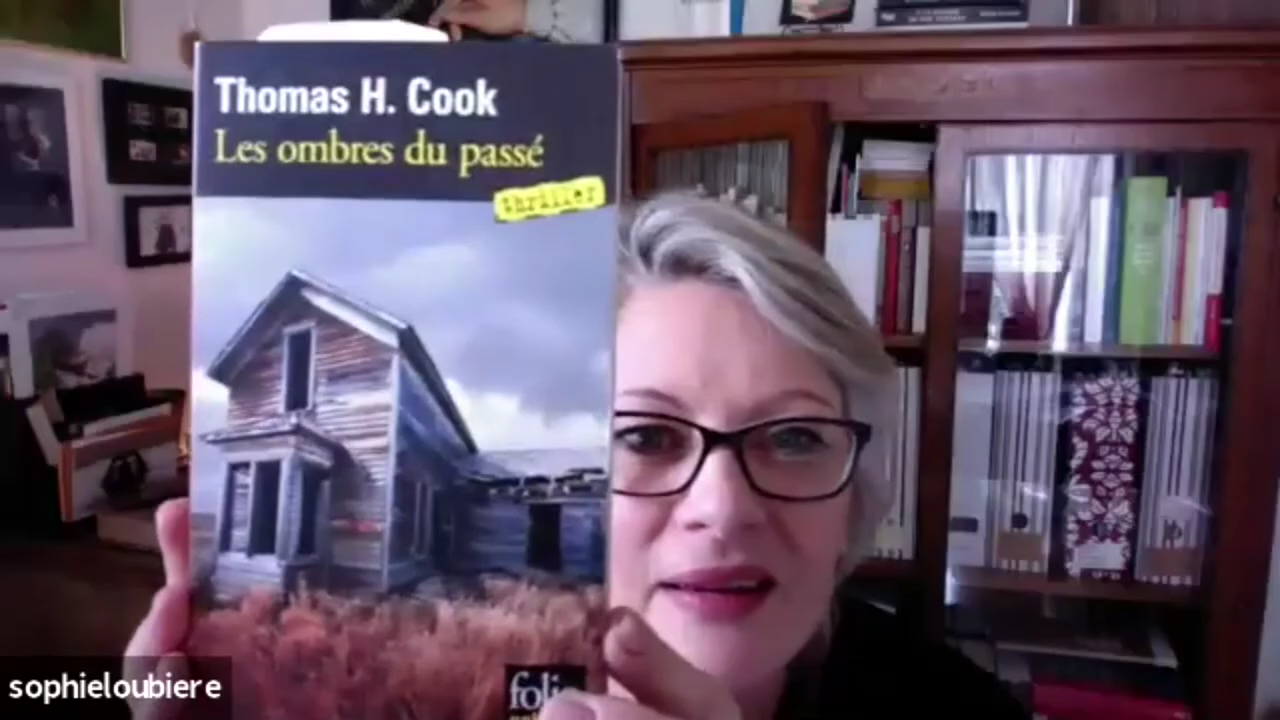 Thomas H. Cook
Les ombres du passé
thriller
folio
sophieloubiere